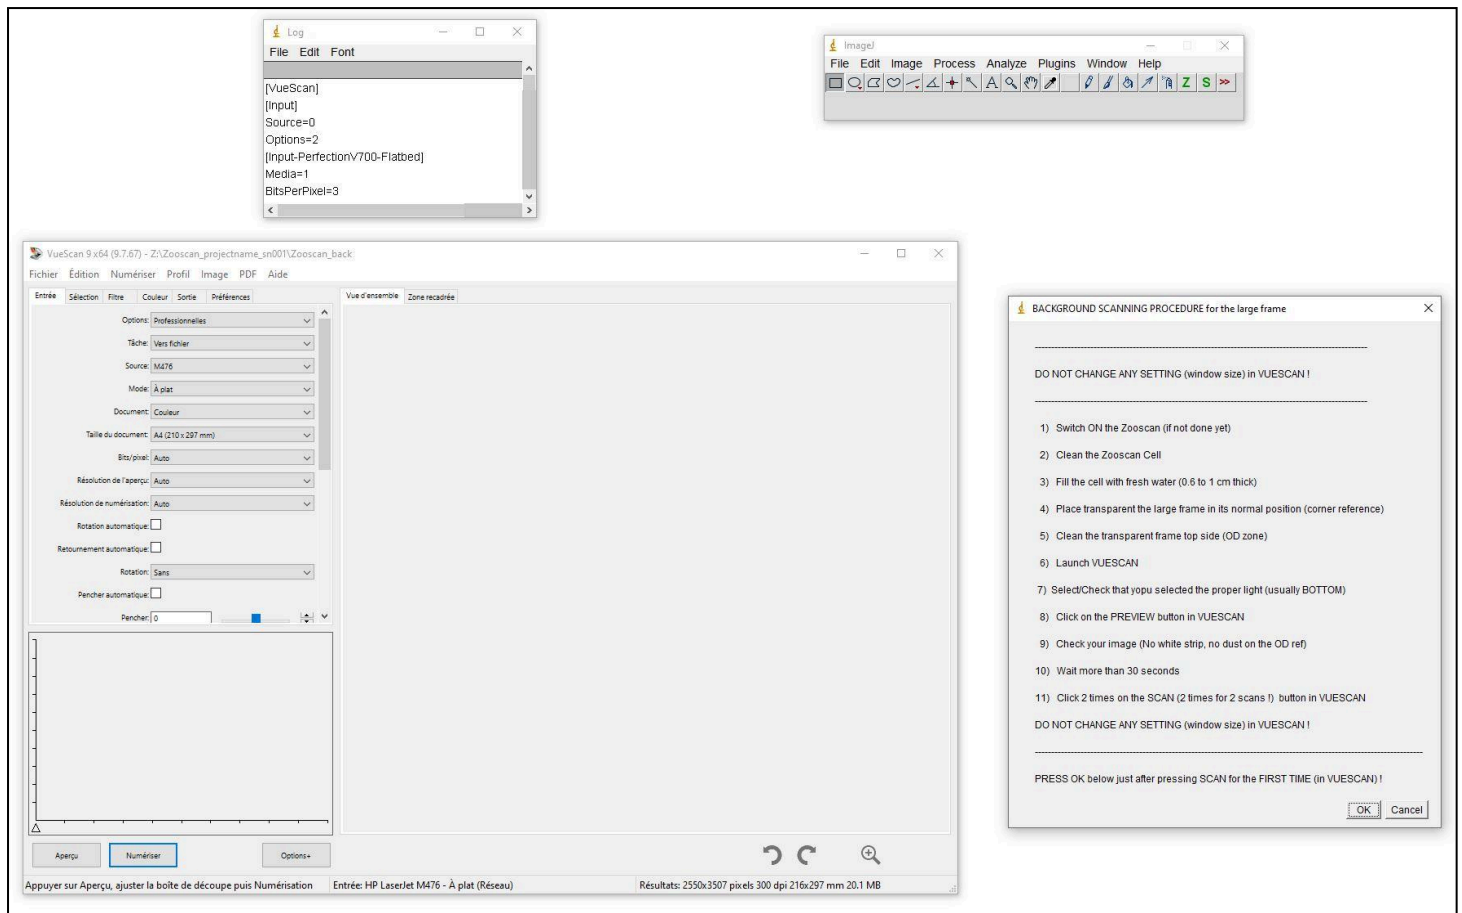 Log
File Edit Font
[VueScan]
[Input]
Source=0
Options=2
[Input-PerfectionV700-Flatbed]
Media=1
BitsPerPixel=3
ImageJ
File Edit Image Process Analyze Plugins Window Help
A Z S >>
VueScan 9 x64 (9.7.67) - Z:\Zooscan_projectname_sn001\Zooscan_back
Fichier Édition Numériser Profil Image PDF Aide
Entrée Sélection Filtre Couleur Sortie Préférences
Options: Professionnelles
Tâche: Vers fichier
Source: M476
Mode: À plat
Document: Couleur
Taille du document: A4 (210 x 297 mm)
Bits/pixel: Auto
Résolution de l'aperçu: Auto
Résolution de numérisation: Auto
Rotation automatique:
Retournement automatique:
Rotation: Sans
Pencher automatique:
Pencher: 0
Vue d'ensemble Zone recadrée
Aperçu Numériser Options+
Appuyer sur Aperçu, ajuster la boîte de découpe puis Numérisation Entrée: HP LaserJet M476 - À plat (Réseau) Résultats: 2550x3507 pixels 300 dpi 216x297 mm 20.1 MB
BACKGROUND SCANNING PROCEDURE for the large frame
DO NOT CHANGE ANY SETTING (window size) in VUESCAN !
1) Switch ON the Zooscan (if not done yet)
2) Clean the Zooscan Cell
3) Fill the cell with fresh water (0.6 to 1 cm thick)
4) Place transparent the large frame in its normal position (corner reference)
5) Clean the transparent frame top side (OD zone)
6) Launch VUESCAN
7) Select/Check that yopu selected the proper light (usually BOTTOM)
8) Click on the PREVIEW button in VUESCAN
9) Check your image (No white strip, no dust on the OD ref)
10) Wait more than 30 seconds
11) Click 2 times on the SCAN (2 times for 2 scans !) button in VUESCAN
DO NOT CHANGE ANY SETTING (window size) in VUESCAN !
PRESS OK below just after pressing SCAN for the FIRST TIME (in VUESCAN) !
OK Cancel